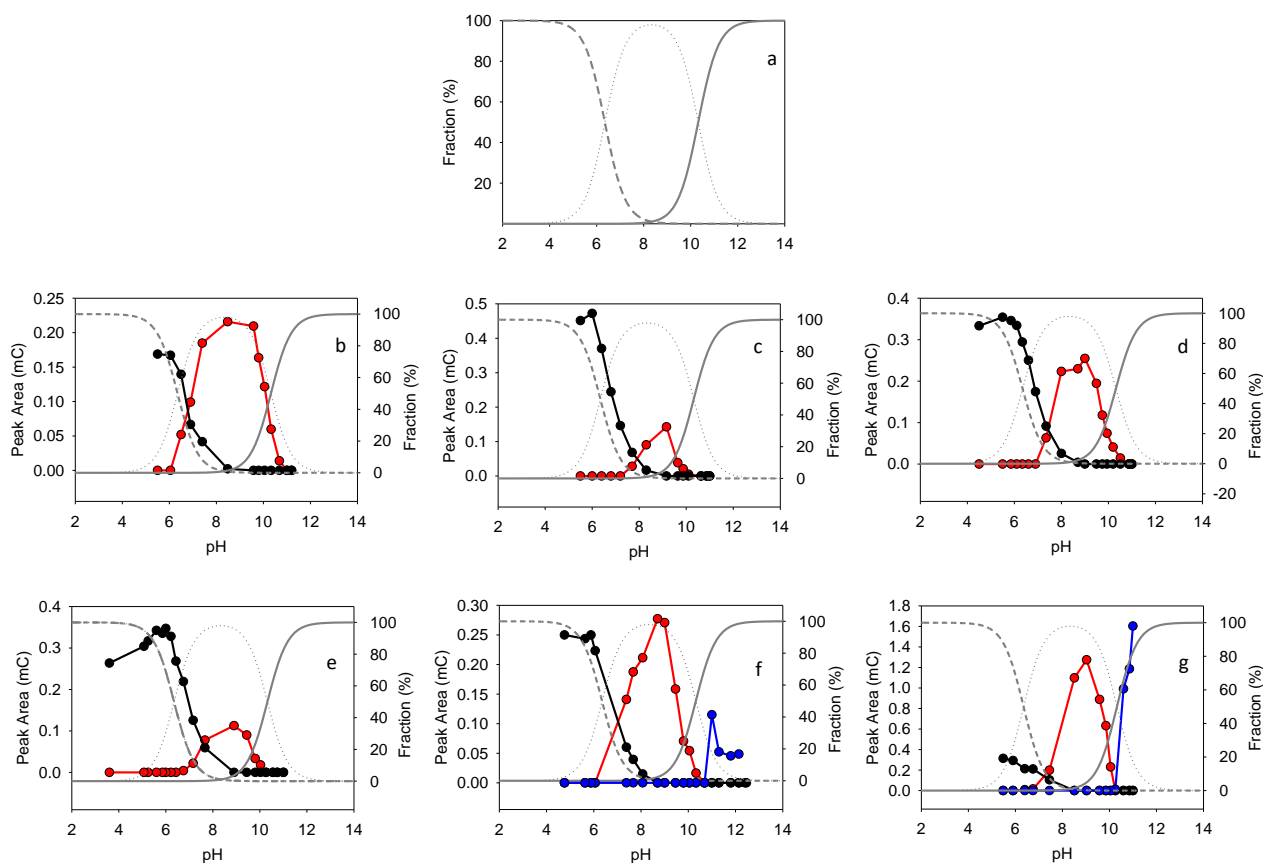 a
Fraction (%)
100
80
60
40
20
2 4 6 8 10 12 14
b
Peak Area (mC)
0.25
0.20
0.15
0.10
0.05
0.00
Fraction (%)
100
80
60
40
20
0
2 4 6 8 10 12 14
pH
c
Peak Area (mC)
0.5
0.4
0.3
0.2
0.1
0.0
Fraction (%)
100
80
60
40
20
0
2 4 6 8 10 12 14
pH
d
Peak Area (mC)
0.4
0.3
0.2
0.1
0.0
Fraction (%)
100
80
60
40
20
0
-20
2 4 6 8 10 12 14
pH
e
Peak Area (mC)
0.4
0.3
0.2
0.1
0.0
Fraction (%)
100
80
60
40
20
0
2 4 6 8 10 12 14
pH
f
Peak Area (mC)
0.30
0.25
0.20
0.15
0.10
0.05
0.00
Fraction (%)
100
80
60
40
20
0
2 4 6 8 10 12 14
pH
g
Peak Area (mC)
1.8
1.6
1.4
1.2
1.0
0.8
0.6
0.4
0.2
0.0
Fraction (%)
100
80
60
40
20
0
2 4 6 8 10 12 14
pH